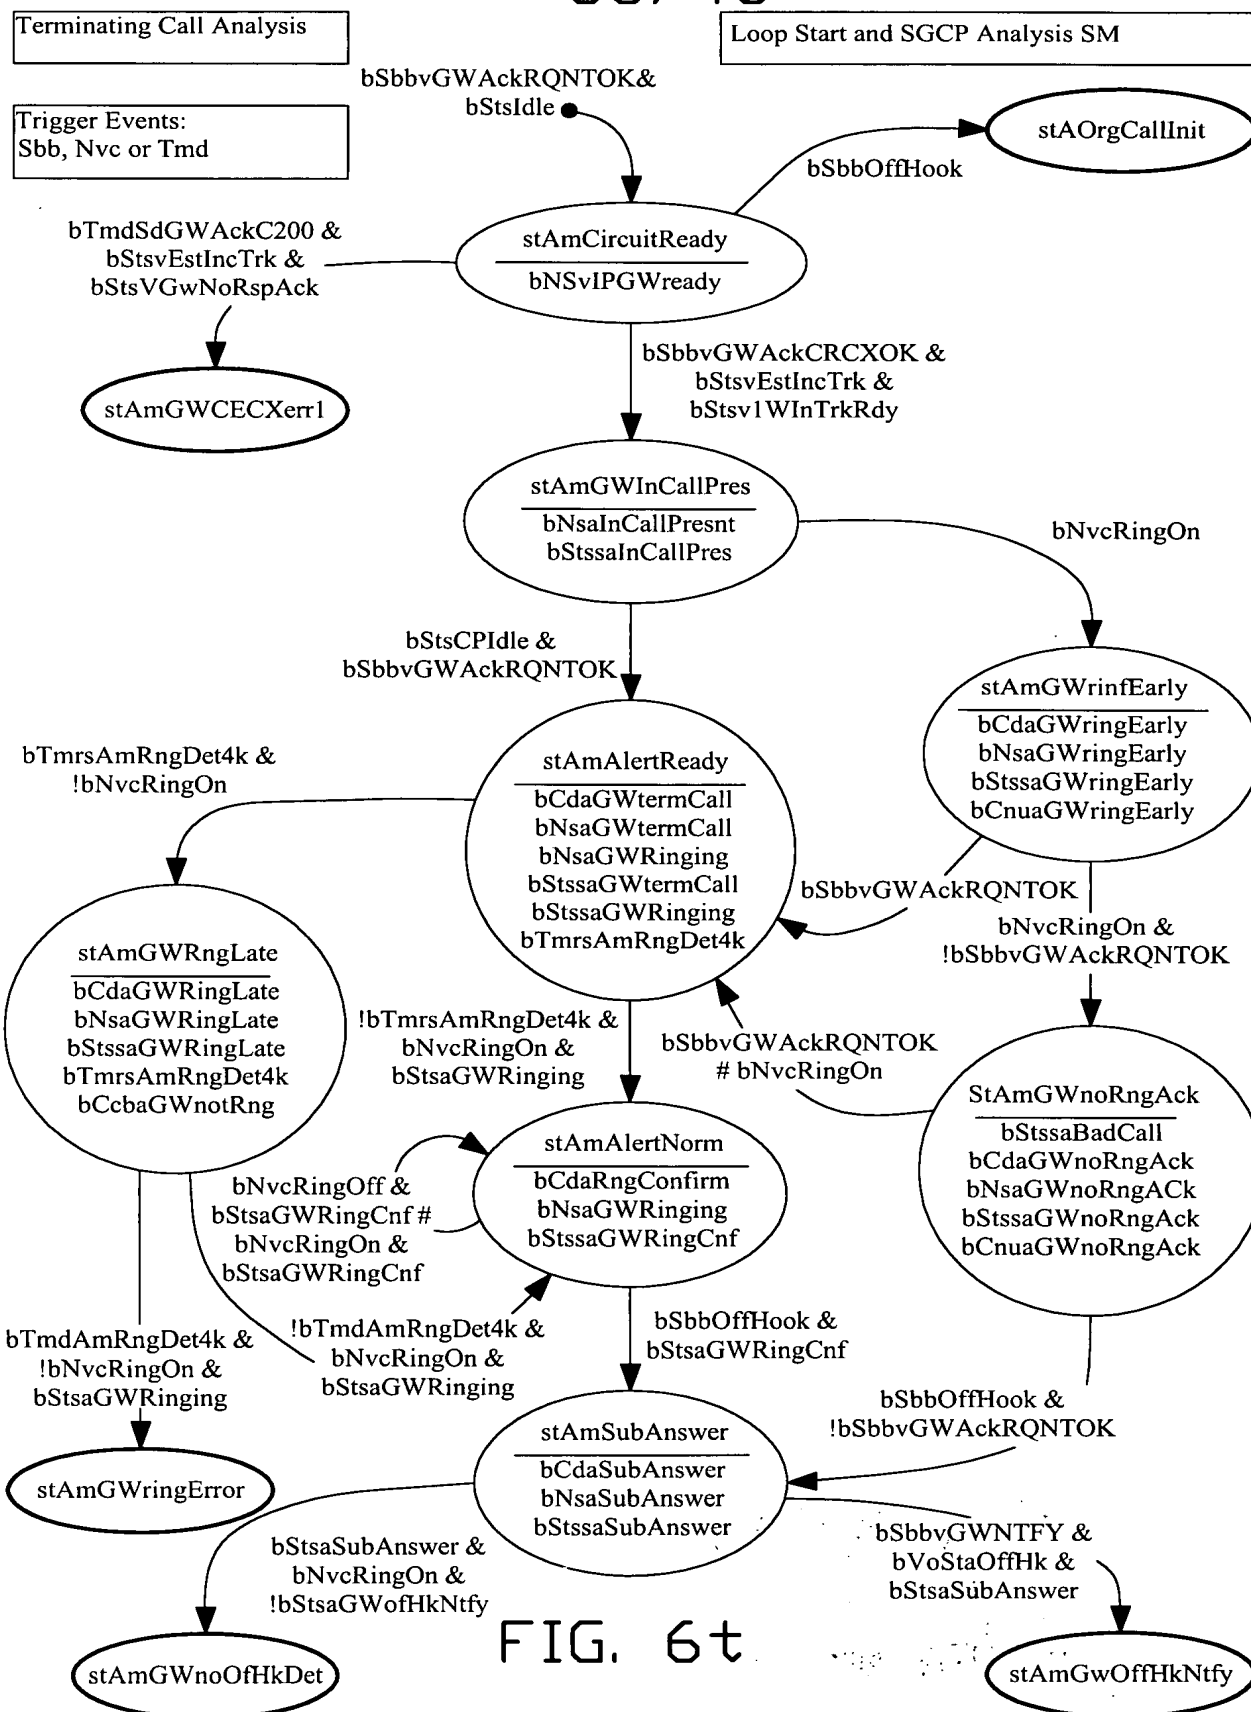 Terminating Call Analysis
Loop Start and SGCP Analysis SM
Trigger Events:
Sbb, Nvc or Tmd
bSbbvGWAckRQNTOK&
bStsIdle
stAOrgCallInit
bSbbOffHook
stAmCircuitReady
bNSvIPGWready
bTmdSdGWAckC200 &
bStsvEstIncTrk &
bStsVGwNoRspAck
stAmGWCECXerr1
bSbbvGWAckCRCXOK &
bStsvEstIncTrk &
bStsv1WInTrkRdy
stAmGWInCallPres
bNsaInCallPresnt
bStssaInCallPres
bNvcRingOn
bStsCPIdle &
bSbbvGWAckRQNTOK
stAmGWrinfEarly
bCdaGWringEarly
bNsaGWringEarly
bStssaGWringEarly
bCnuaGWringEarly
bTmrsAmRngDet4k &
!bNvcRingOn
stAmAlertReady
bCdaGWtermCall
bNsaGWtermCall
bNsaGWRinging
bStssaGWtermCall
bStssaGWRinging
bTmrsAmRngDet4k
bSbbvGWAckRQNTOK
bNvcRingOn &
!bSbbvGWAckRQNTOK
stAmGWRngLate
bCdaGWRingLate
bNsaGWRingLate
bStssaGWRingLate
bTmrsAmRngDet4k
bCcbaGWnotRng
!bTmrsAmRngDet4k &
bNvcRingOn &
bStsaGWRinging
bSbbvGWAckRQNTOK
# bNvcRingOn
StAmGWnoRngAck
bStssaBadCall
bCdaGWnoRngAck
bNsaGWnoRngACk
bStssaGWnoRngAck
bCnuaGWnoRngAck
stAmAlertNorm
bCdaRngConfirm
bNsaGWRinging
bStssaGWRingCnf
bNvcRingOff &
bStsaGWRingCnf #
bNvcRingOn &
bStsaGWRingCnf
bTmdAmRngDet4k &
!bNvcRingOn &
bStsaGWRinging
!bTmdAmRngDet4k &
bNvcRingOn &
bStsaGWRinging
bSbbOffHook &
bStsaGWRingCnf
bSbbOffHook &
!bSbbvGWAckRQNTOK
stAmGWringError
stAmSubAnswer
bCdaSubAnswer
bNsaSubAnswer
bStssaSubAnswer
bStsaSubAnswer &
bNvcRingOn &
!bStsaGWofHkNtfy
bSbbvGWNTFY &
bVoStaOffHk &
bStsaSubAnswer
stAmGWnoOfHkDet
FIG. 6t
stAmGwOffHkNtfy